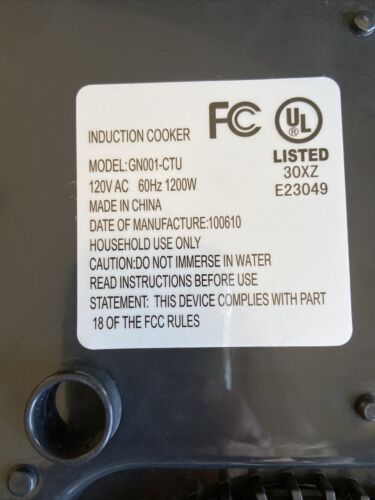 FC
UL
®
LISTED
30XZ
E23049
INDUCTION COOKER
MODEL:GN001-CTU
120V AC 60Hz 1200W
MADE IN CHINA
DATE OF MANUFACTURE:100610
HOUSEHOLD USE ONLY
CAUTION:DO NOT IMMERSE IN WATER
READ INSTRUCTIONS BEFORE USE
STATEMENT: THIS DEVICE COMPLIES WITH PART
18 OF THE FCC RULES